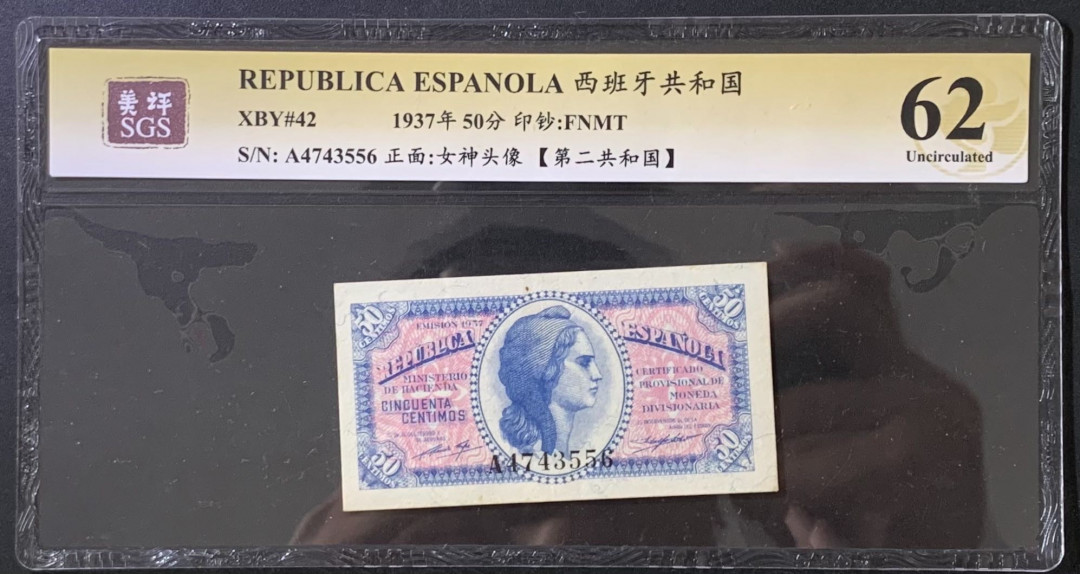 美评
SGS
REPUBLICA ESPANOLA 西班牙共和国
XBY#42 1937年 50分 印钞:FNMT
S/N: A4743556 正面:女神头像 【第二共和国】
62
Uncirculated
50 CENTIMOS
50 CENTIMOS
EMISION 1937
REPUBLICA ESPAÑOLA
MINISTERIO
DE HACIENDA
CINCUENTA
CENTIMOS
CERTIFICADO
PROVISIONAL DE
MONEDA
DIVISIONARIA
50 CENTIMOS
50 CENTIMOS
A4743556